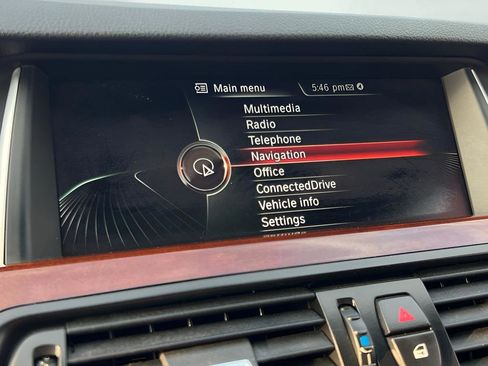 Main menu
5:46 pm
Multimedia
Radio
Telephone
Navigation
Office
ConnectedDrive
Vehicle info
Settings